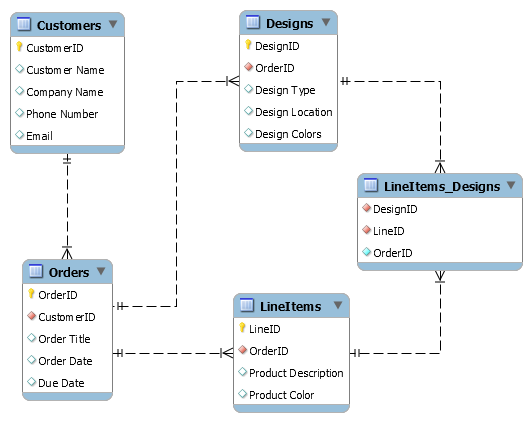 Customers
CustomerID
Customer Name
Company Name
Phone Number
Email
Designs
DesignID
OrderID
Design Type
Design Location
Design Colors
LineItems_Designs
DesignID
LineID
OrderID
Orders
OrderID
CustomerID
Order Title
Order Date
Due Date
LineItems
LineID
OrderID
Product Description
Product Color